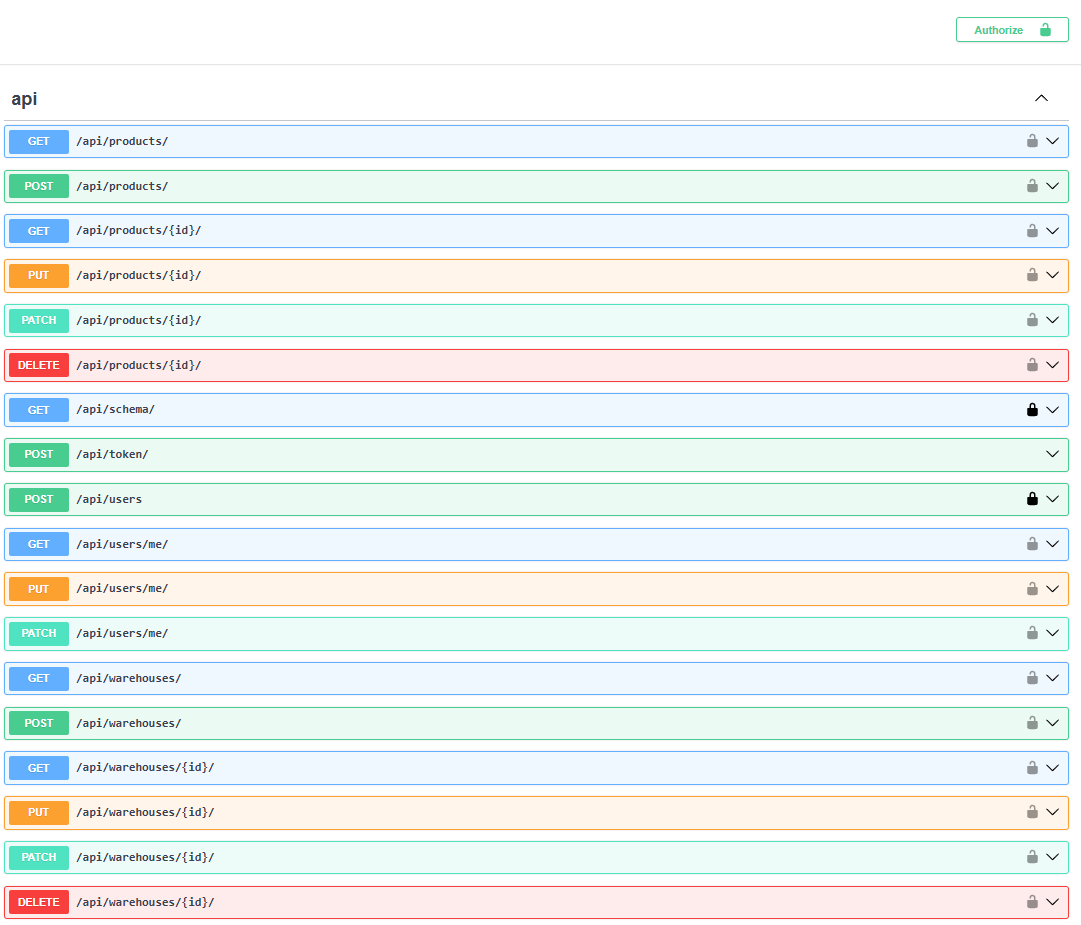 Authorize
api
GET /api/products/
POST /api/products/
GET /api/products/{id}/
PUT /api/products/{id}/
PATCH /api/products/{id}/
DELETE /api/products/{id}/
GET /api/schema/
POST /api/token/
POST /api/users
GET /api/users/me/
PUT /api/users/me/
PATCH /api/users/me/
GET /api/warehouses/
POST /api/warehouses/
GET /api/warehouses/{id}/
PUT /api/warehouses/{id}/
PATCH /api/warehouses/{id}/
DELETE /api/warehouses/{id}/